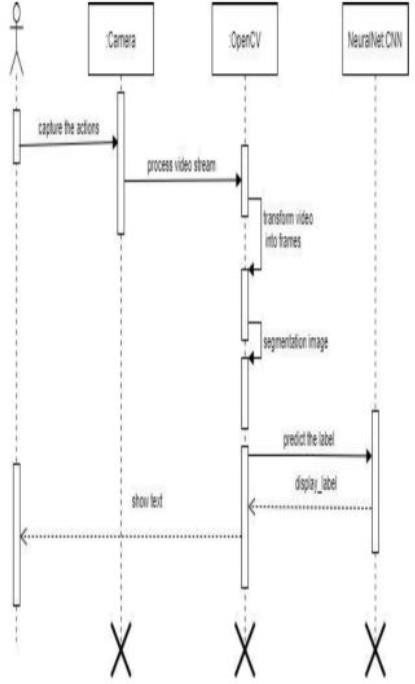 :Camera
:OpenCV
NeuralNet:CNN
capture the actions
process video stream
transform video
into frames
segmentation image
predict the label
display_label
show text